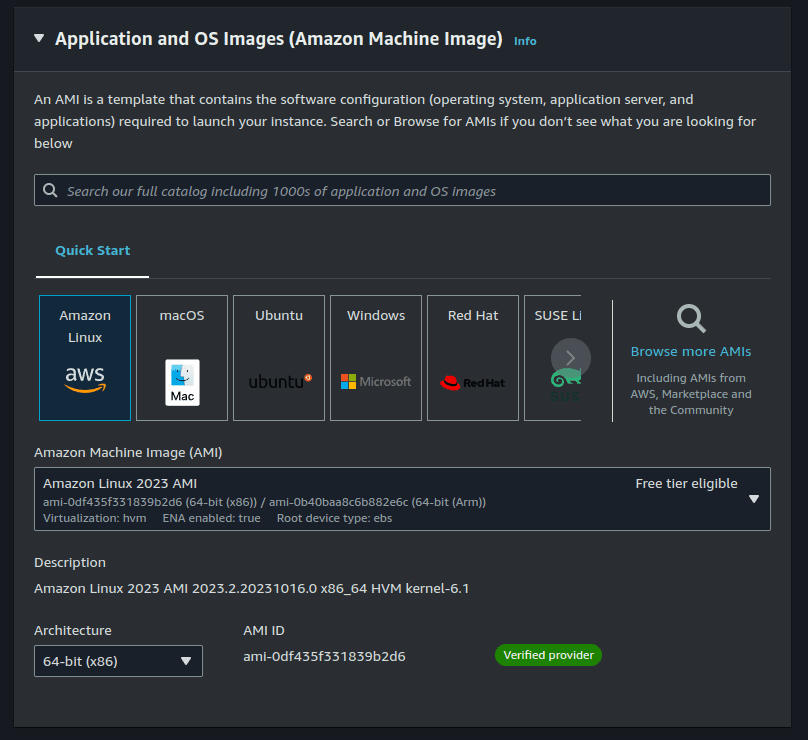 Application and OS Images (Amazon Machine Image) Info
An AMI is a template that contains the software configuration (operating system, application server, and
applications) required to launch your instance. Search or Browse for AMIs if you don't see what you are looking for
below
Search our full catalog including 1000s of application and OS images
Quick Start
Amazon
Linux
aws
macOS
Mac
Ubuntu
ubuntu
Windows
Microsoft
Red Hat
RedHat
SUSE Li
SUSE
Browse more AMIs
Including AMIs from
AWS, Marketplace and
the Community
Amazon Machine Image (AMI)
Amazon Linux 2023 AMI Free tier eligible
ami-0df435f331839b2d6 (64-bit (x86)) / ami-0b40baa8c6b882e6c (64-bit (Arm))
Virtualization: hvm ENA enabled: true Root device type: ebs
Description
Amazon Linux 2023 AMI 2023.2.20231016.0 x86_64 HVM kernel-6.1
Architecture AMI ID
64-bit (x86) ami-0df435f331839b2d6 Verified provider